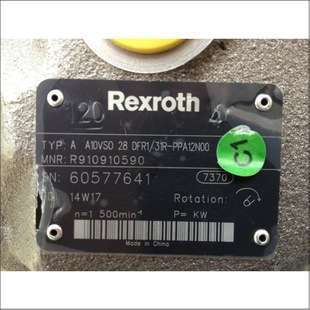 120
Rexroth
TYP: A A10VSO 28 DFR1/31R-PPA12N00
MNR: R910910590
SN: 60577641
7370
14W17
Rotation:
n=1 500min⁻¹
P= KW
Made in China
C1